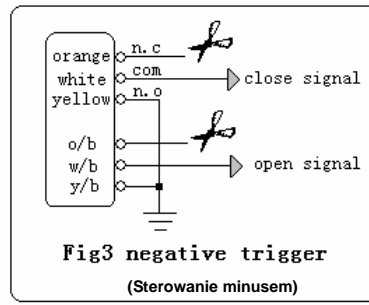 orange n.c
white com close signal
yellow n.o
o/b
w/b open signal
y/b
Fig3 negative trigger
(Sterowanie minusem)